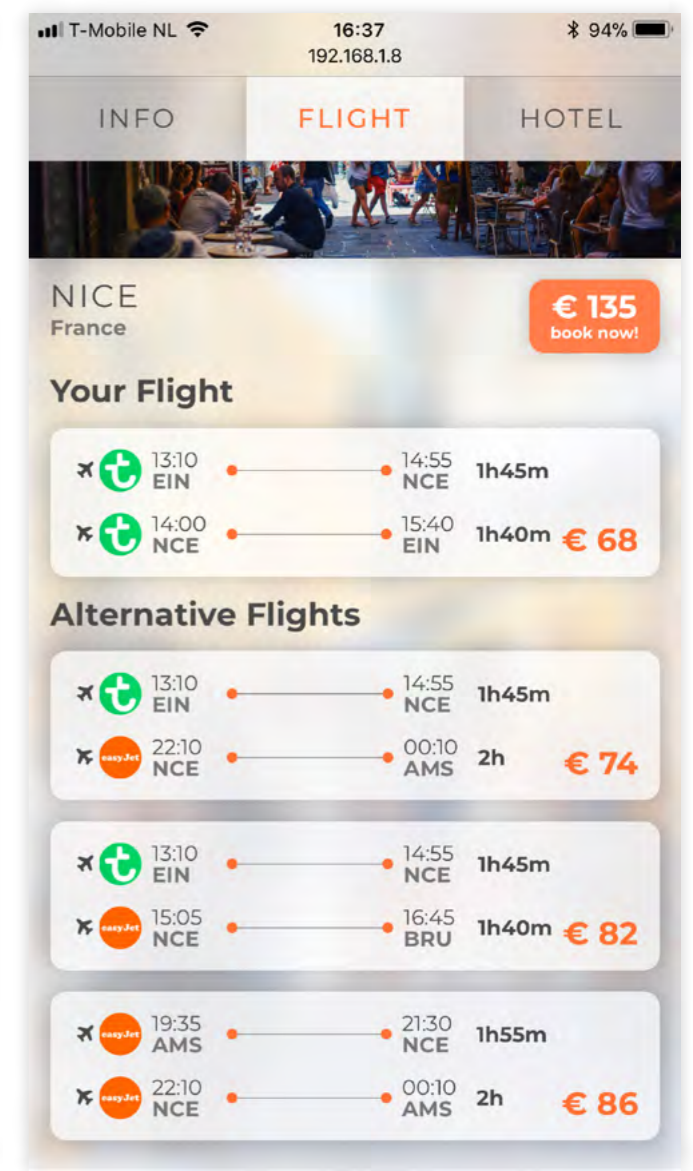 T-Mobile NL 16:37 94%
192.168.1.8
INFO FLIGHT HOTEL
NICE
France
€ 135
book now!
Your Flight
13:10 14:55
EIN NCE 1h45m
14:00 15:40
NCE EIN 1h40m € 68
Alternative Flights
13:10 14:55
EIN NCE 1h45m
easyJet 22:10 00:10
NCE AMS 2h € 74
13:10 14:55
EIN NCE 1h45m
easyJet 15:05 16:45
NCE BRU 1h40m € 82
easyJet 19:35 21:30
AMS NCE 1h55m
easyJet 22:10 00:10
NCE AMS 2h € 86